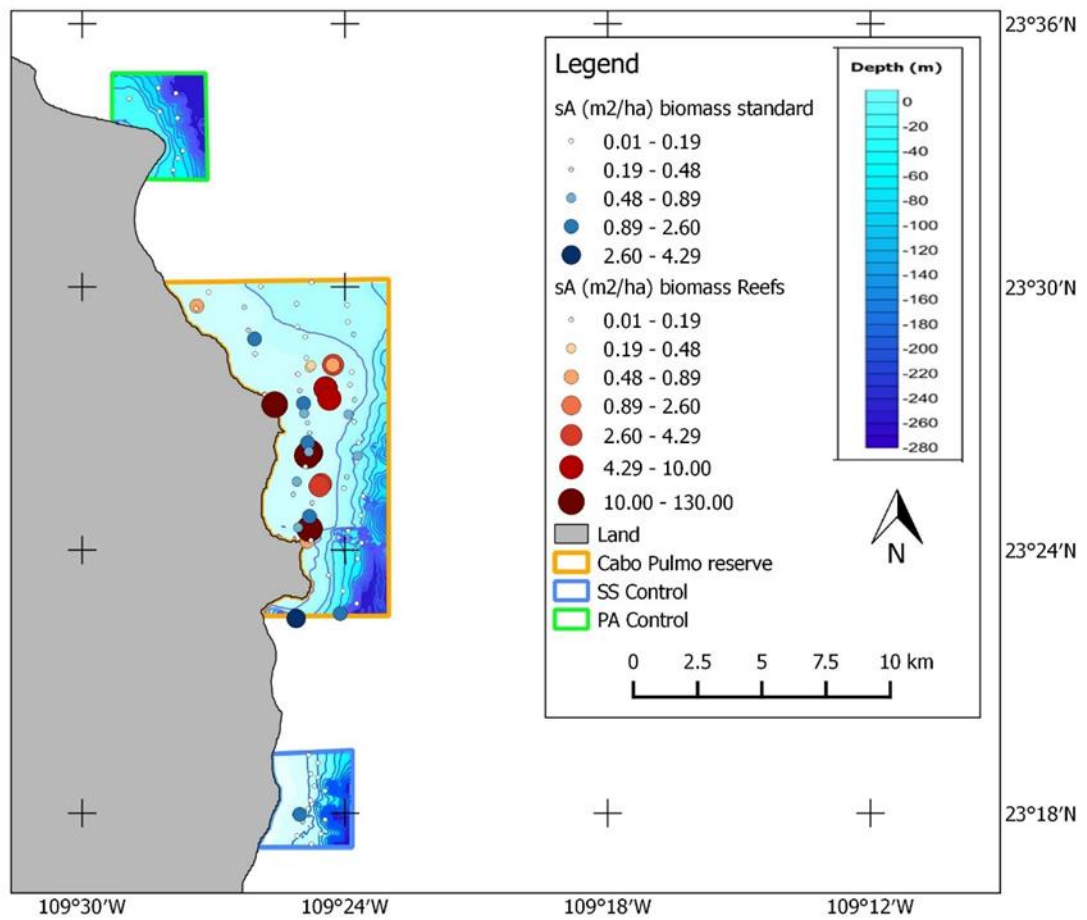 23°36'N
Legend
Depth (m)
sA (m2/ha) biomass standard
0.01 - 0.19
0.19 - 0.48
0.48 - 0.89
0.89 - 2.60
2.60 - 4.29
sA (m2/ha) biomass Reefs
0.01 - 0.19
0.19 - 0.48
0.48 - 0.89
0.89 - 2.60
2.60 - 4.29
4.29 - 10.00
10.00 - 130.00
Land
Cabo Pulmo reserve
SS Control
PA Control
0
-20
-40
-60
-80
-100
-120
-140
-160
-180
-200
-220
-240
-260
-280
N
0 2.5 5 7.5 10 km
23°30'N
23°24'N
23°18'N
109°30'W 109°24'W 109°18'W 109°12'W